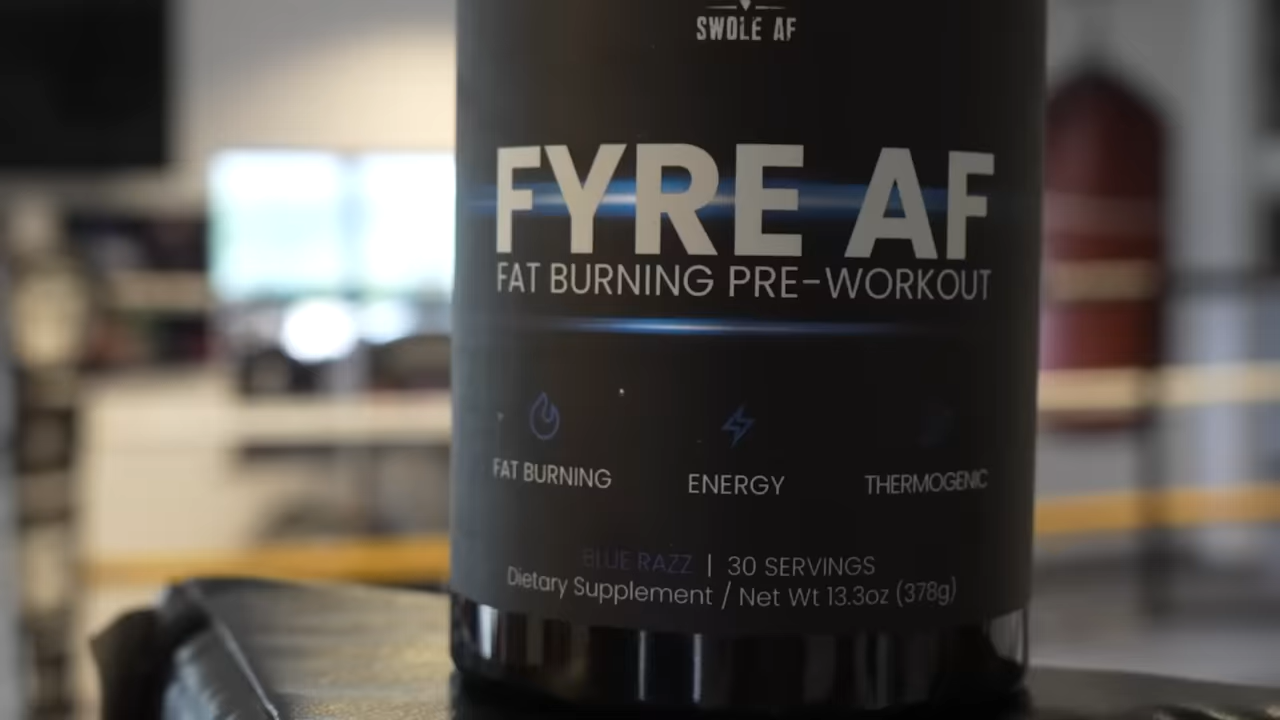 SWOLE AF
FYRE AF
FAT BURNING PRE-WORKOUT
FAT BURNING ENERGY THERMOGENIC
BLUE RAZZ | 30 SERVINGS
Dietary Supplement / Net Wt 13.3oz (378g)